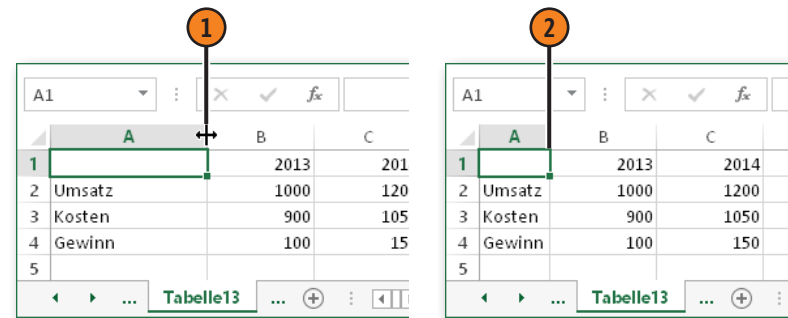 1
A1 fx
A B C
1 2013 201
2 Umsatz 1000 120
3 Kosten 900 105
4 Gewinn 100 15
5
... Tabelle13 ...
2
A1 fx
A B C
1 2013 2014
2 Umsatz 1000 1200
3 Kosten 900 1050
4 Gewinn 100 150
5
... Tabelle13 ...